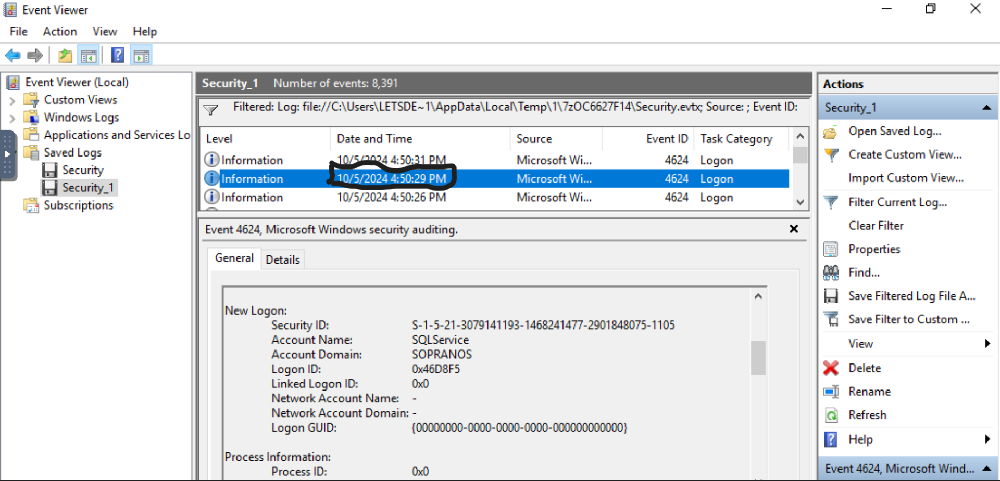 Event Viewer
File Action View Help
Event Viewer (Local)
Custom Views
Windows Logs
Applications and Services Lo
Saved Logs
Security
Security_1
Subscriptions
Security_1 Number of events: 8,391
Filtered: Log: file://C:\Users\LETSDE~1\AppData\Local\Temp\1\7zOC6627F14\Security.evtx; Source: ; Event ID:
Level Date and Time Source Event ID Task Category
Information 10/5/2024 4:50:31 PM Microsoft Wi... 4624 Logon
Information 10/5/2024 4:50:29 PM Microsoft Wi... 4624 Logon
Information 10/5/2024 4:50:26 PM Microsoft Wi... 4624 Logon
Event 4624, Microsoft Windows security auditing.
General Details
New Logon:
Security ID: S-1-5-21-3079141193-1468241477-2901848075-1105
Account Name: SQLService
Account Domain: SOPRANOS
Logon ID: 0x46D8F5
Linked Logon ID: 0x0
Network Account Name: -
Network Account Domain: -
Logon GUID: {00000000-0000-0000-0000-000000000000}
Process Information:
Process ID: 0x0
Actions
Security_1
Open Saved Log...
Create Custom View...
Import Custom View...
Filter Current Log...
Clear Filter
Properties
Find...
Save Filtered Log File A...
Save Filter to Custom ...
View
Delete
Rename
Refresh
Help
Event 4624, Microsoft Wind...